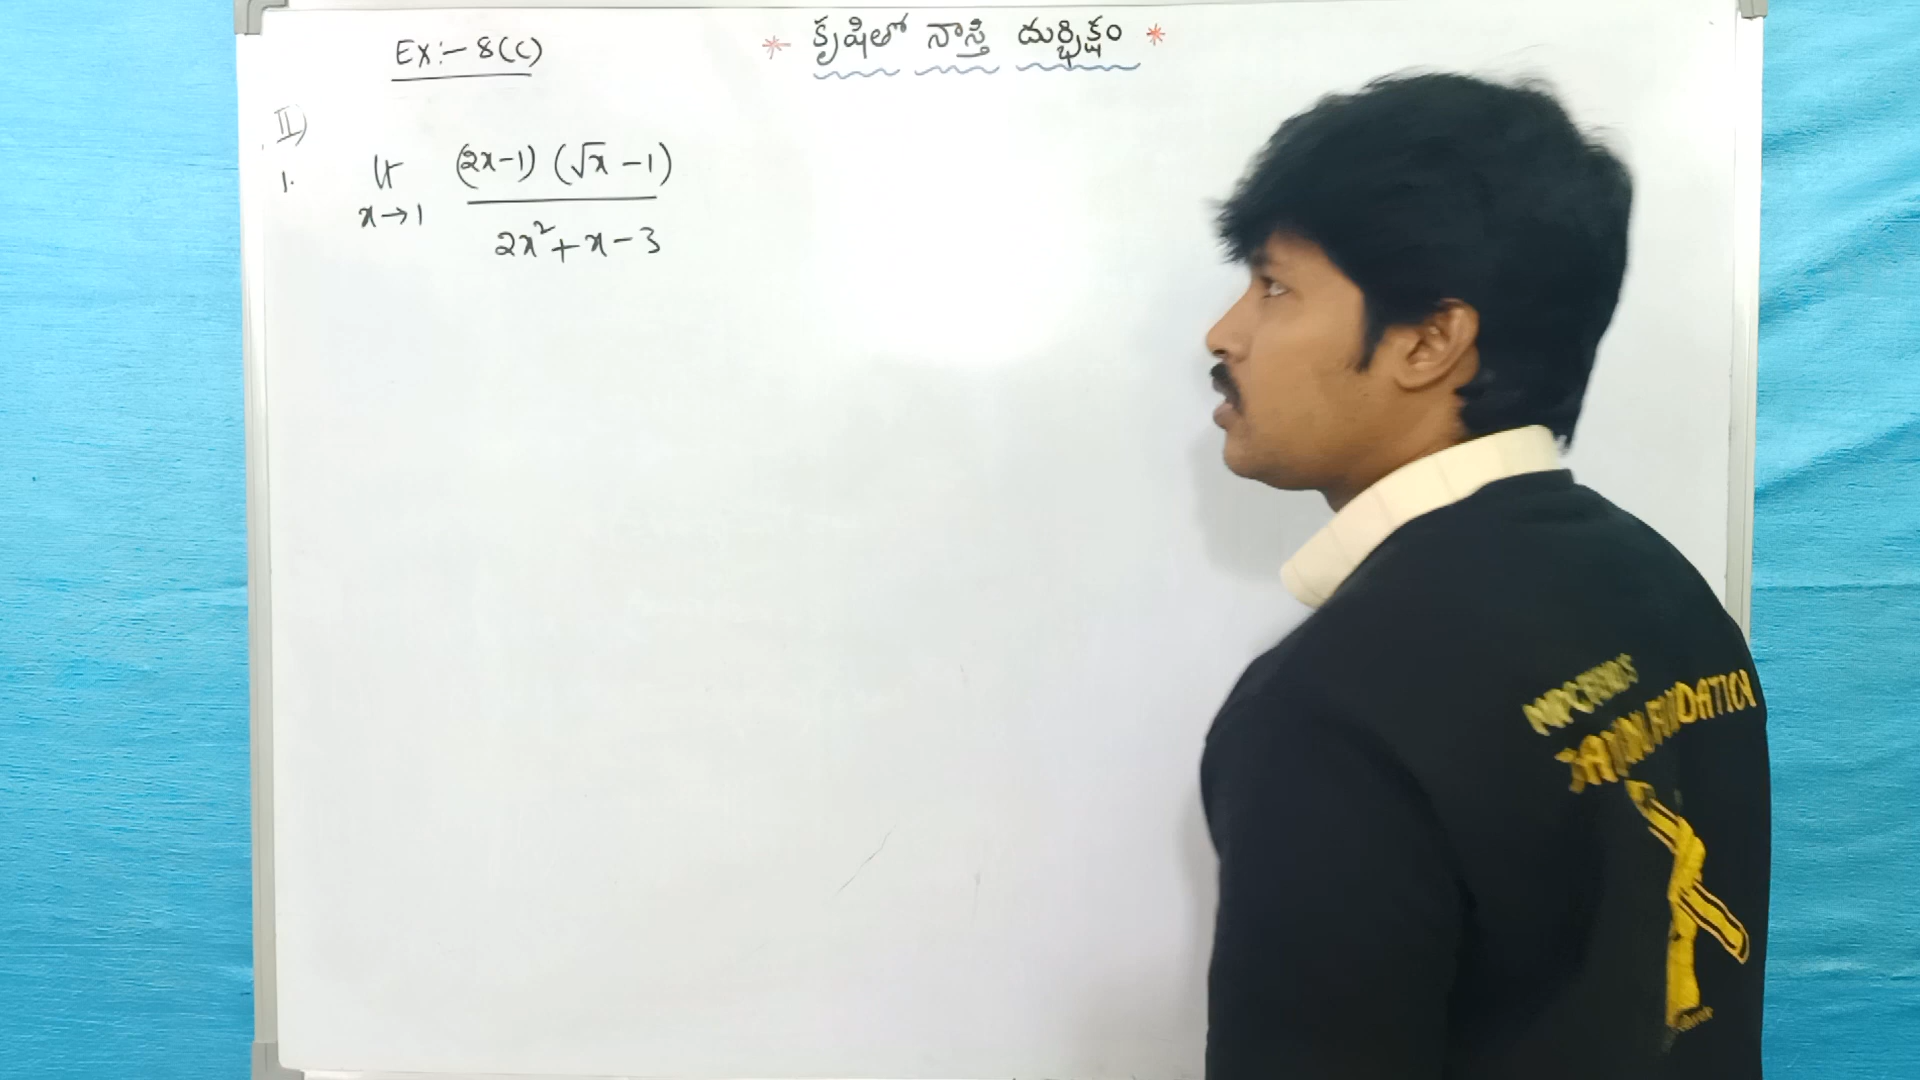 Ex:- 8(c)
* కృషితో నాస్తి దుర్భిక్షం *
II)
1. lt x→1 (2x-1) (√x -1) / 2x²+x-3